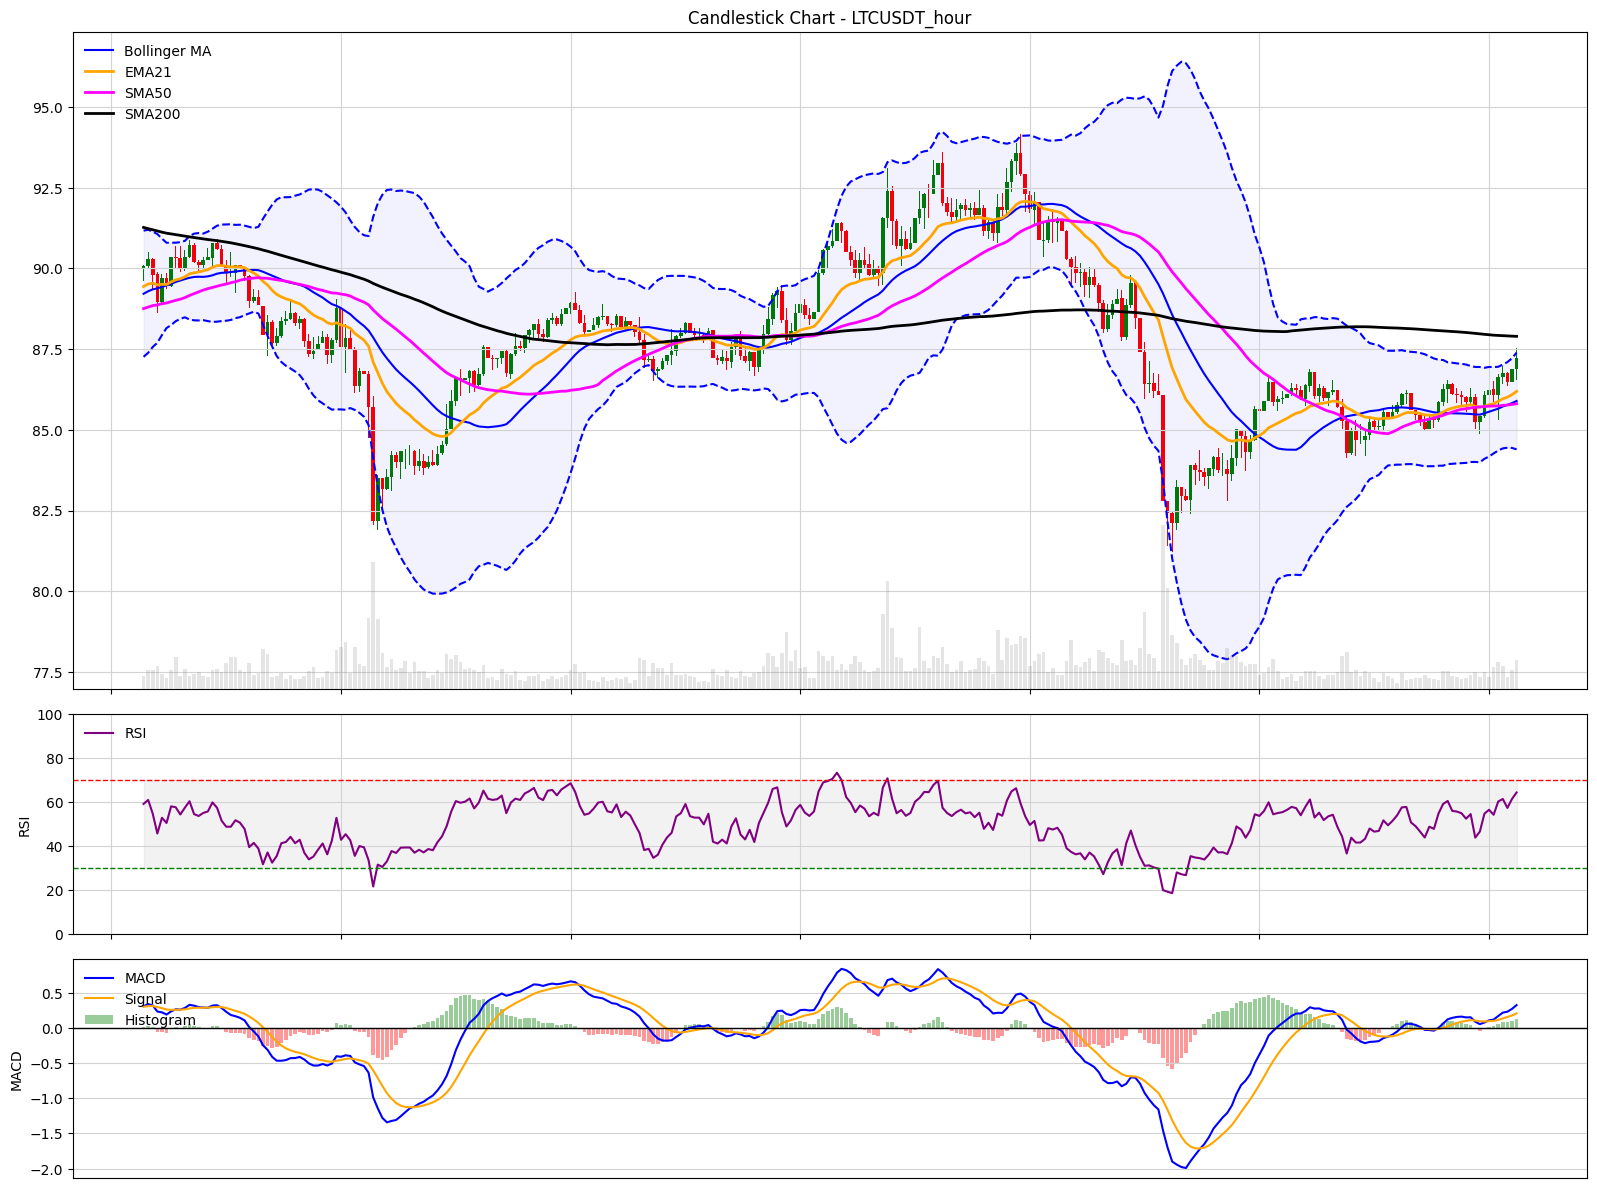 Candlestick Chart - LTCUSDT_hour
Bollinger MA
EMA21
SMA50
SMA200
95.0
92.5
90.0
87.5
85.0
82.5
80.0
77.5
RSI
100
80
60
40
20
0
RSI
MACD
Signal
Histogram
0.5
0.0
−0.5
−1.0
−1.5
−2.0
MACD